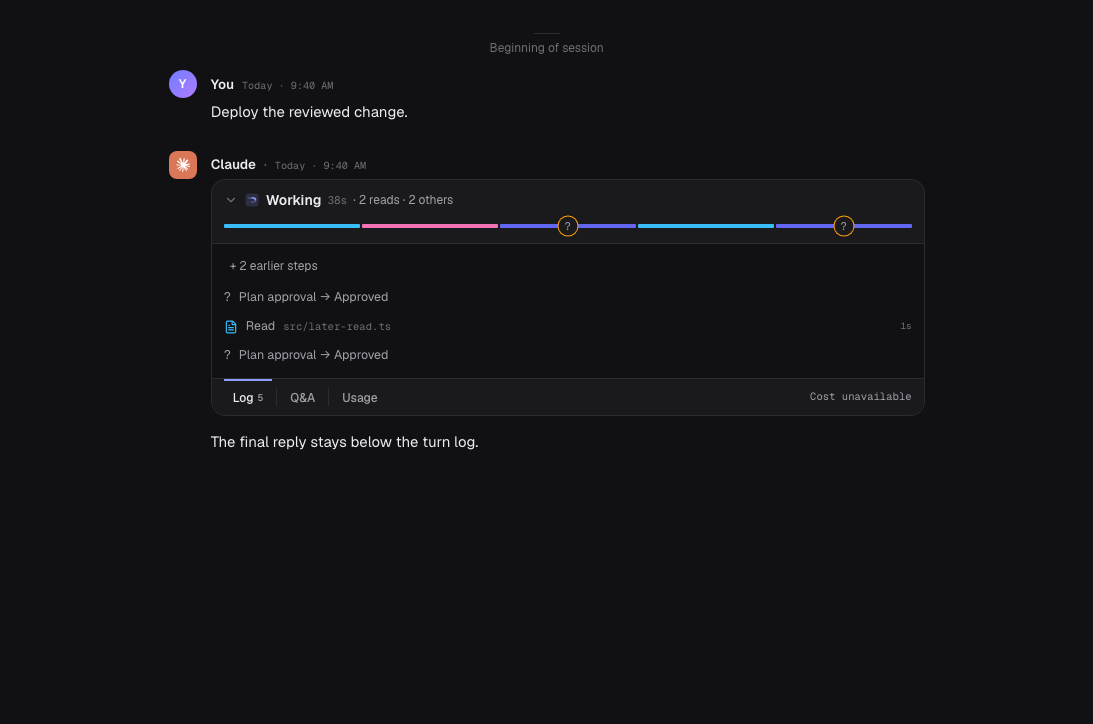 Beginning of session
Y You Today · 9:40 AM
Deploy the reviewed change.
Claude · Today · 9:40 AM
Working 38s · 2 reads · 2 others
? ?
+ 2 earlier steps
? Plan approval → Approved
Read src/later-read.ts 1s
? Plan approval → Approved
Log 5 Q&A Usage Cost unavailable
The final reply stays below the turn log.